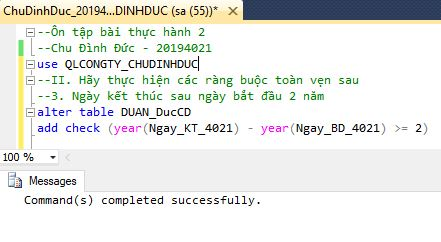 ChuDinhDuc_20194...DINHDUC (sa (55))*
--Ôn tập bài thực hành 2
--Chu Đình Đức - 20194021
use QLCONGTY_CHUDINHDUC
--II. Hãy thực hiện các ràng buộc toàn vẹn sau
--3. Ngày kết thúc sau ngày bắt đầu 2 năm
alter table DUAN_DucCD
add check (year(Ngay_KT_4021) - year(Ngay_BD_4021) >= 2)
100 %
Messages
Command(s) completed successfully.